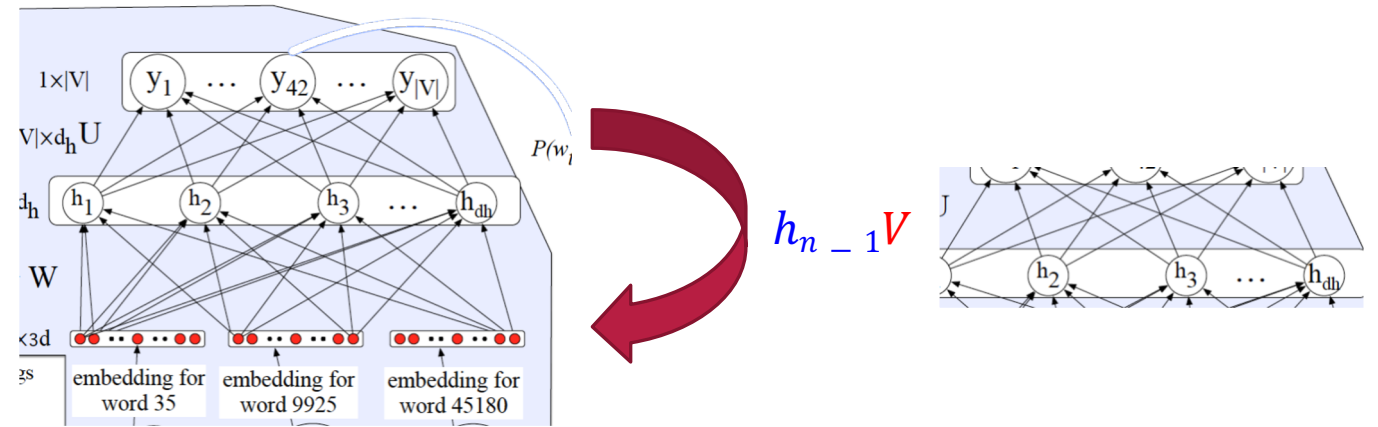 1×|V|
y1 ... y42 ... y|V|
V|×dh U
P(wt
dh
h1 h2 h3 ... hdh
W
×3d
gs
embedding for
word 35
embedding for
word 9925
embedding for
word 45180
hn − 1V
h2 h3 ... hdh